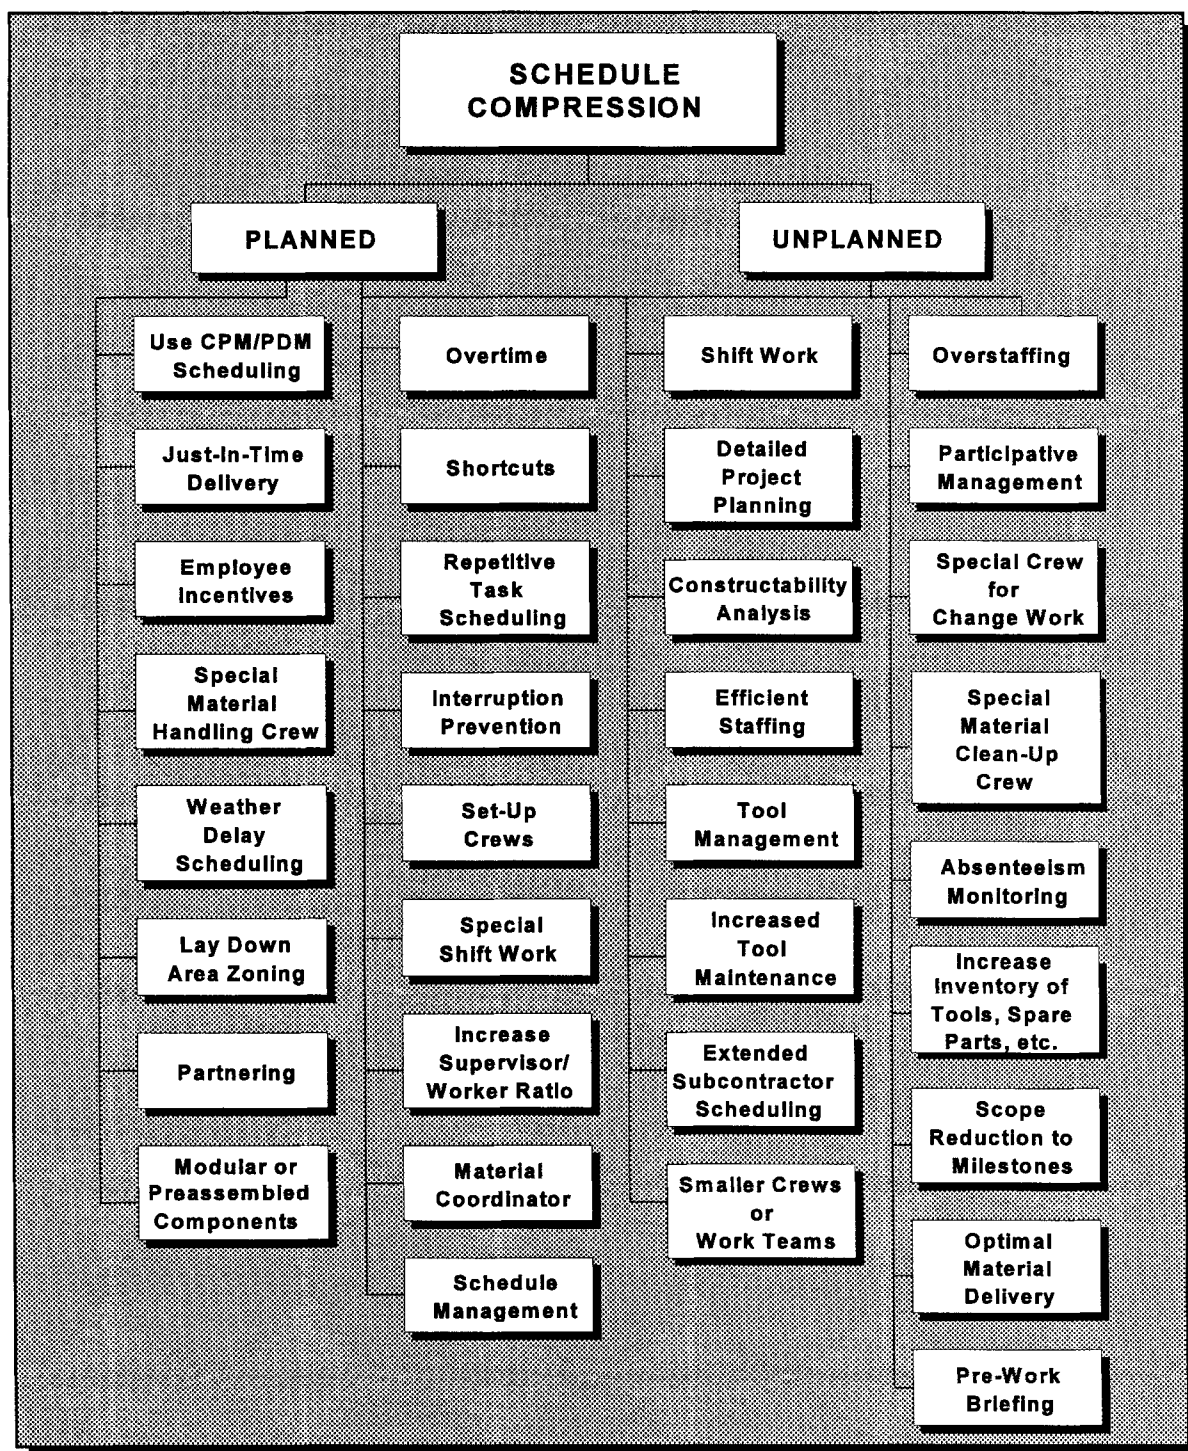 SCHEDULE
COMPRESSION
PLANNED
UNPLANNED
Use CPM/PDM
Scheduling
Just-In-Time
Delivery
Employee
Incentives
Special
Material
Handling Crew
Weather
Delay
Scheduling
Lay Down
Area Zoning
Partnering
Modular or
Preassembled
Components
Overtime
Shortcuts
Repetitive
Task
Scheduling
Interruption
Prevention
Set-Up
Crews
Special
Shift Work
Increase
Supervisor/
Worker Ratio
Material
Coordinator
Schedule
Management
Shift Work
Detailed
Project
Planning
Constructability
Analysis
Efficient
Staffing
Tool
Management
Increased
Tool
Maintenance
Extended
Subcontractor
Scheduling
Smaller Crews
or
Work Teams
Overstaffing
Participative
Management
Special Crew
for
Change Work
Special
Material
Clean-Up
Crew
Absenteeism
Monitoring
Increase
Inventory of
Tools, Spare
Parts, etc.
Scope
Reduction to
Milestones
Optimal
Material
Delivery
Pre-Work
Briefing